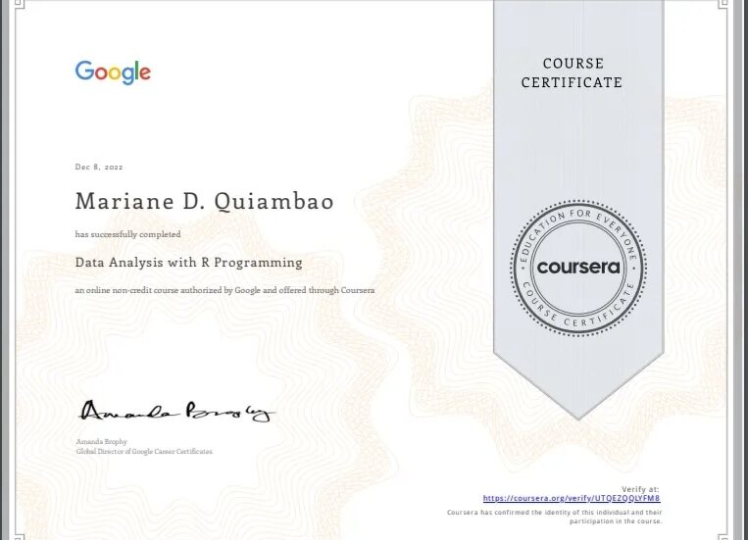 Google
COURSE
CERTIFICATE
Dec 8, 2022
Mariane D. Quiambao
has successfully completed
Data Analysis with R Programming
an online non-credit course authorized by Google and offered through Coursera
EDUCATION FOR EVERYONE
coursera
COURSE CERTIFICATE
Amanda Brophy
Amanda Brophy
Global Director of Google Career Certificates
Verify at:
https://coursera.org/verify/UTQEZQQLYFM8
Coursera has confirmed the identity of this individual and their
participation in the course.